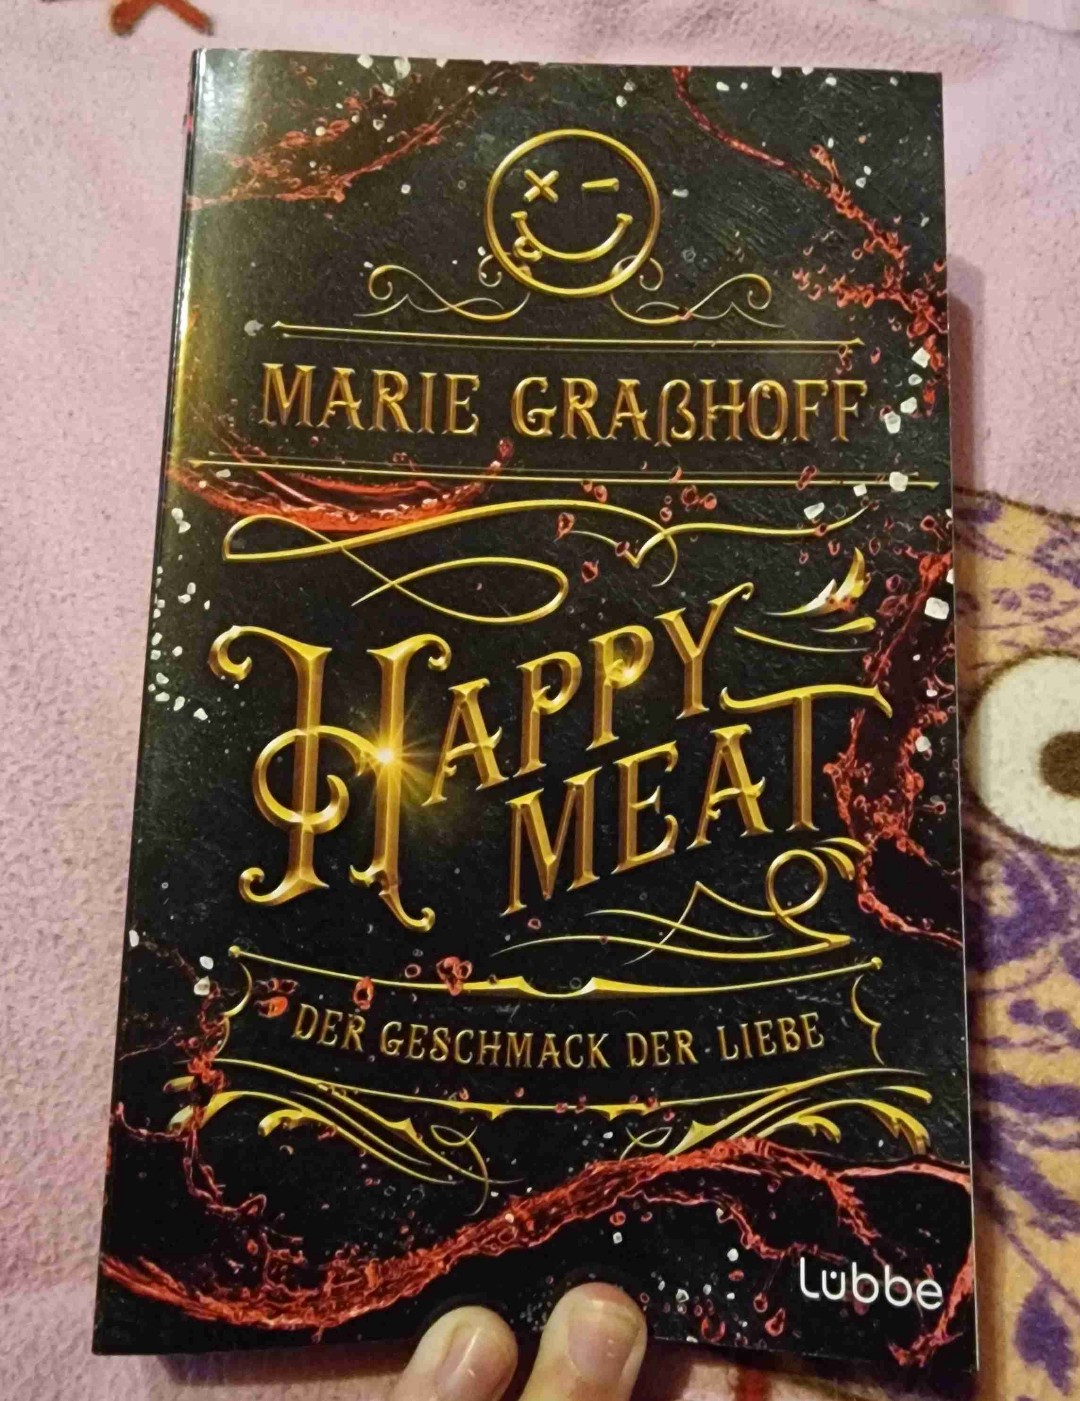 MARIE GRAßHOFF
HAPPY
MEAT
DER GESCHMACK DER LIEBE
Lübbe